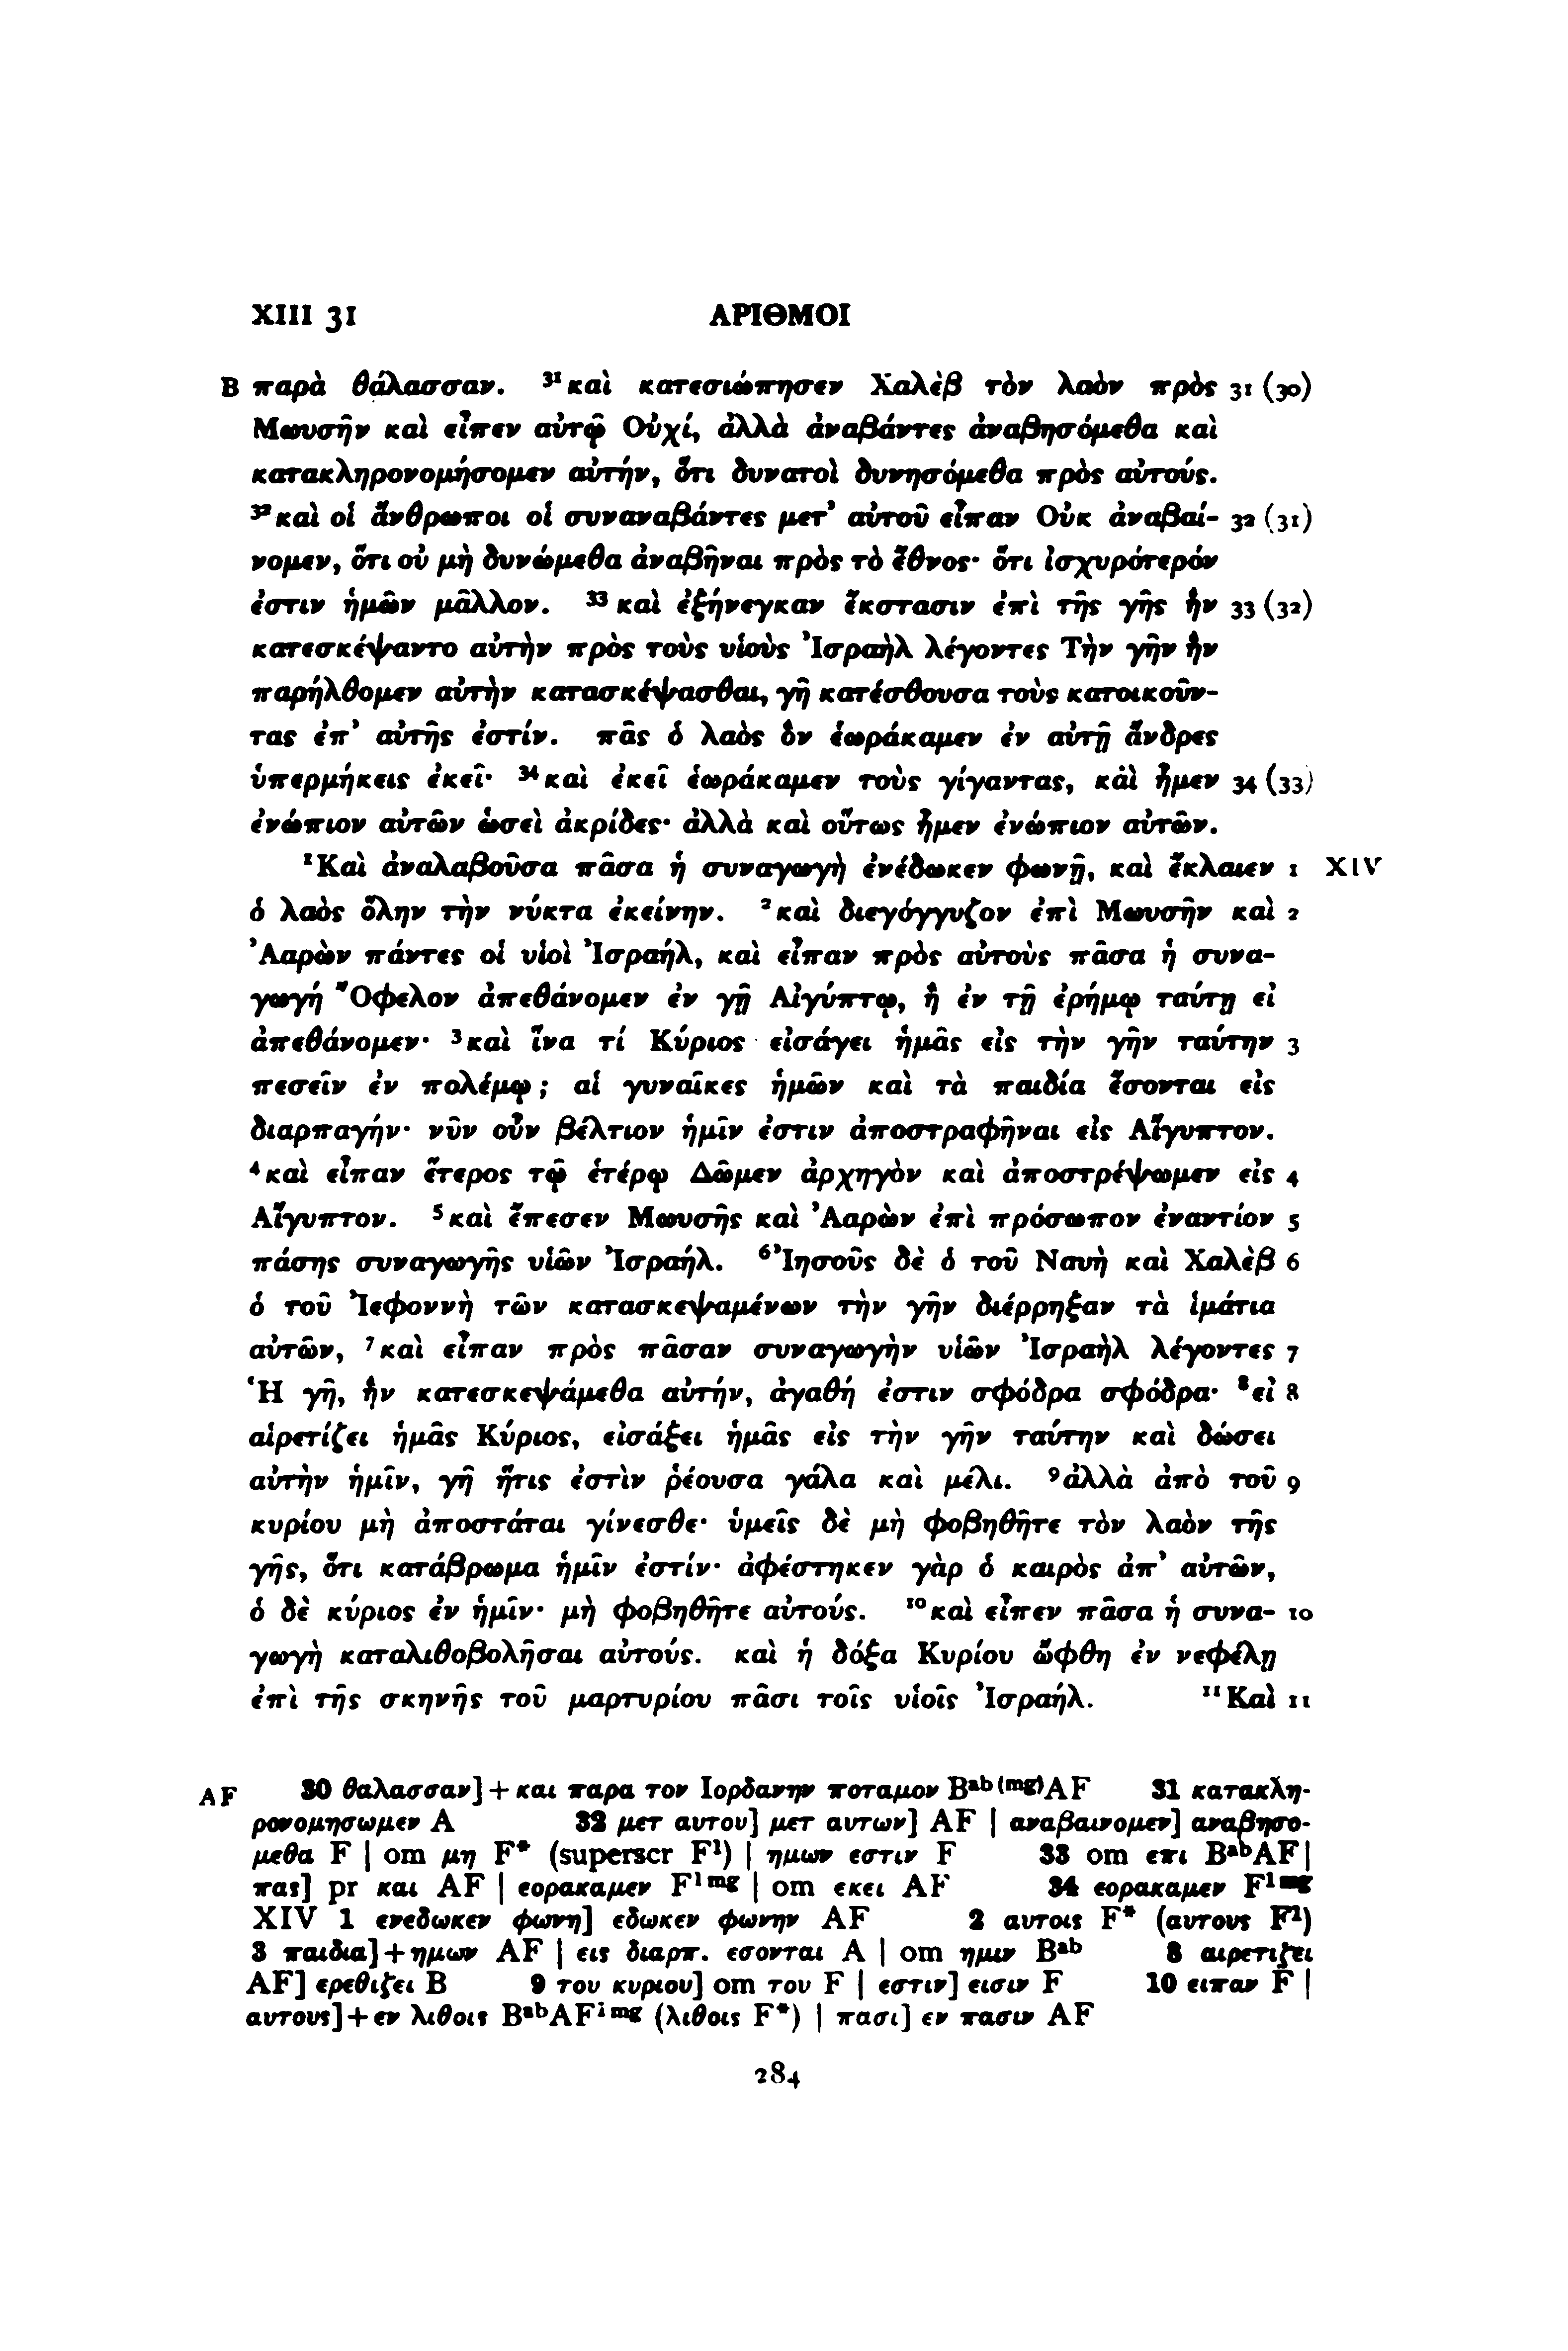 XIII 31 ΑΡΙΘΜΟΙ
B παρὰ θάλασσαν. ³¹καὶ κατεσιώπησεν Χαλὲβ τὸν λαὸν πρὸς 31 (30)
Μωυσῆν καὶ εἶπεν αὐτῷ Οὐχί, ἀλλὰ ἀναβάντες ἀναβησόμεθα καὶ
κατακληρονομήσομεν αὐτήν, ὅτι δυνατοὶ δυνησόμεθα πρὸς αὐτούς.
³²καὶ οἱ ἄνθρωποι οἱ συναναβάντες μετ᾽ αὐτοῦ εἶπαν Οὐκ ἀναβαί- 32 (31)
νομεν, ὅτι οὐ μὴ δυνώμεθα ἀναβῆναι πρὸς τὸ ἔθνος· ὅτι ἰσχυρότερόν
ἐστιν ἡμῶν μᾶλλον. ³³καὶ ἐξήνεγκαν ἔκστασιν ἐπὶ τῆς γῆς ἣν 33 (32)
κατεσκέψαντο αὐτὴν πρὸς τοὺς υἱοὺς Ἰσραὴλ λέγοντες Τὴν γῆν ἣν
παρήλθομεν αὐτὴν κατασκέψασθαι, γῆ κατέσθουσα τοὺς κατοικοῦν-
τας ἐπ᾽ αὐτῆς ἐστίν. πᾶς ὁ λαὸς ὃν ἑωράκαμεν ἐν αὐτῇ ἄνδρες
ὑπερμήκεις ἐκεῖ· ³⁴καὶ ἐκεῖ ἑωράκαμεν τοὺς γίγαντας, καὶ ἦμεν 34 (33)
ἐνώπιον αὐτῶν ὡσεὶ ἀκρίδες· ἀλλὰ καὶ οὕτως ἦμεν ἐνώπιον αὐτῶν.
¹Καὶ ἀναλαβοῦσα πᾶσα ἡ συναγωγὴ ἐνέδωκεν φωνῇ, καὶ ἔκλαιεν 1 XIV
ὁ λαὸς ὅλην τὴν νύκτα ἐκείνην. ²καὶ διεγόγγυζον ἐπὶ Μωυσῆν καὶ 2
Ἀαρὼν πάντες οἱ υἱοὶ Ἰσραήλ, καὶ εἶπαν πρὸς αὐτοὺς πᾶσα ἡ συνα-
γωγή Ὄφελον ἀπεθάνομεν ἐν γῇ Αἰγύπτῳ, ἢ ἐν τῇ ἐρήμῳ ταύτῃ εἰ
ἀπεθάνομεν· ³καὶ ἵνα τί Κύριος εἰσάγει ἡμᾶς εἰς τὴν γῆν ταύτην 3
πεσεῖν ἐν πολέμῳ; αἱ γυναῖκες ἡμῶν καὶ τὰ παιδία ἔσονται εἰς
διαρπαγήν· νῦν οὖν βέλτιον ἡμῖν ἐστιν ἀποστραφῆναι εἰς Αἴγυπτον.
⁴καὶ εἶπαν ἕτερος τῷ ἑτέρῳ Δῶμεν ἀρχηγὸν καὶ ἀποστρέψωμεν εἰς 4
Αἴγυπτον. ⁵καὶ ἔπεσεν Μωυσῆς καὶ Ἀαρὼν ἐπὶ πρόσωπον ἐναντίον 5
πάσης συναγωγῆς υἱῶν Ἰσραήλ. ⁶Ἰησοῦς δὲ ὁ τοῦ Ναυὴ καὶ Χαλὲβ 6
ὁ τοῦ Ἰεφοννὴ τῶν κατασκεψαμένων τὴν γῆν διέρρηξαν τὰ ἱμάτια
αὐτῶν, ⁷καὶ εἶπαν πρὸς πᾶσαν συναγωγὴν υἱῶν Ἰσραὴλ λέγοντες 7
Ἡ γῆ, ἣν κατεσκεψάμεθα αὐτήν, ἀγαθή ἐστιν σφόδρα σφόδρα· ⁸εἰ 8
αἱρετίζει ἡμᾶς Κύριος, εἰσάξει ἡμᾶς εἰς τὴν γῆν ταύτην καὶ δώσει
αὐτὴν ἡμῖν, γῆ ἥτις ἐστὶν ῥέουσα γάλα καὶ μέλι. ⁹ἀλλὰ ἀπὸ τοῦ 9
κυρίου μὴ ἀποστάται γίνεσθε· ὑμεῖς δὲ μὴ φοβηθῆτε τὸν λαὸν τῆς
γῆς, ὅτι κατάβρωμα ἡμῖν ἐστίν· ἀφέστηκεν γὰρ ὁ καιρὸς ἀπ᾽ αὐτῶν,
ὁ δὲ κύριος ἐν ἡμῖν· μὴ φοβηθῆτε αὐτούς. ¹⁰καὶ εἶπεν πᾶσα ἡ συνα- 10
γωγὴ καταλιθοβολῆσαι αὐτούς. καὶ ἡ δόξα Κυρίου ὤφθη ἐν νεφέλῃ
ἐπὶ τῆς σκηνῆς τοῦ μαρτυρίου πᾶσι τοῖς υἱοῖς Ἰσραήλ. ¹¹Καὶ 11
AF 30 θαλασσαν]+και παρα τον Ιορδανην ποταμον Bᵃᵇ⁽ᵐᵍ⁾AF 31 κατακλη-
ρονομησωμεν A 32 μετ αυτου] μετ αυτων] AF | αναβαινομεν] αναβησο-
μεθα F | om μη F* (superscr F¹) | ημων εστιν F 33 om επι BᵃᵇAF |
πας] pr και AF | εορακαμεν F¹ᵐᵍ | om εκει AF 34 εορακαμεν F¹ᵐᵍ
XIV 1 ενεδωκεν φωνη] εδωκεν φωνην AF 2 αυτοις F* (αυτους F¹)
3 παιδια]+ημων AF | εις διαρπ. εσονται A | om ημιν Bᵃᵇ 8 αιρετιζει
AF] ερεθιζει B 9 του κυριου] om του F | εστιν] εισιν F 10 ειπαν F |
αυτους]+εν λιθοις BᵃᵇAF¹ᵐᵍ (λιθοις F*) | πασι] εν πασιν AF
284